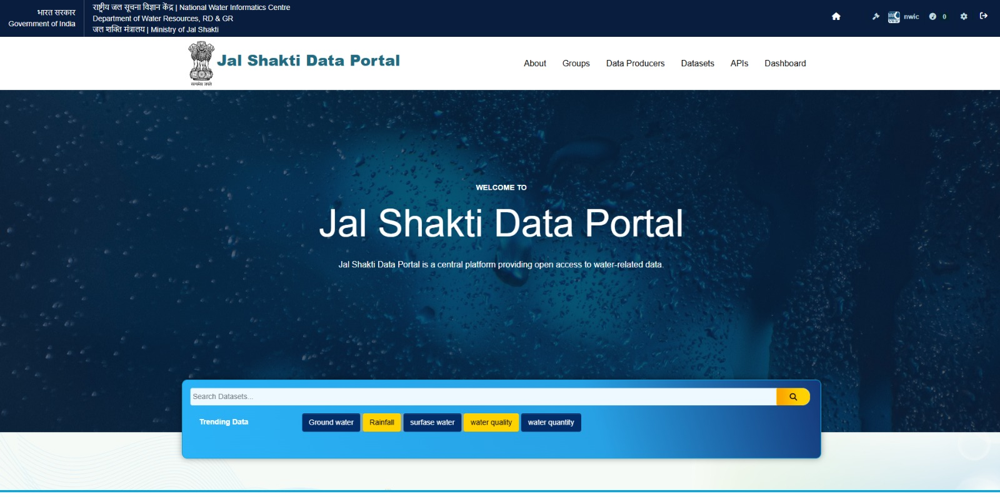 भारत सरकार
Government of India
राष्ट्रीय जल सूचना विज्ञान केंद्र | National Water Informatics Centre
Department of Water Resources, RD & GR
जल शक्ति मंत्रालय | Ministry of Jal Shakti
nwic
0
सत्यमेव जयते
Jal Shakti Data Portal
About Groups Data Producers Datasets APIs Dashboard
WELCOME TO
Jal Shakti Data Portal
Jal Shakti Data Portal is a central platform providing open access to water-related data.
Search Datasets...
Trending Data Ground water Rainfall surfase water water quality water quantity